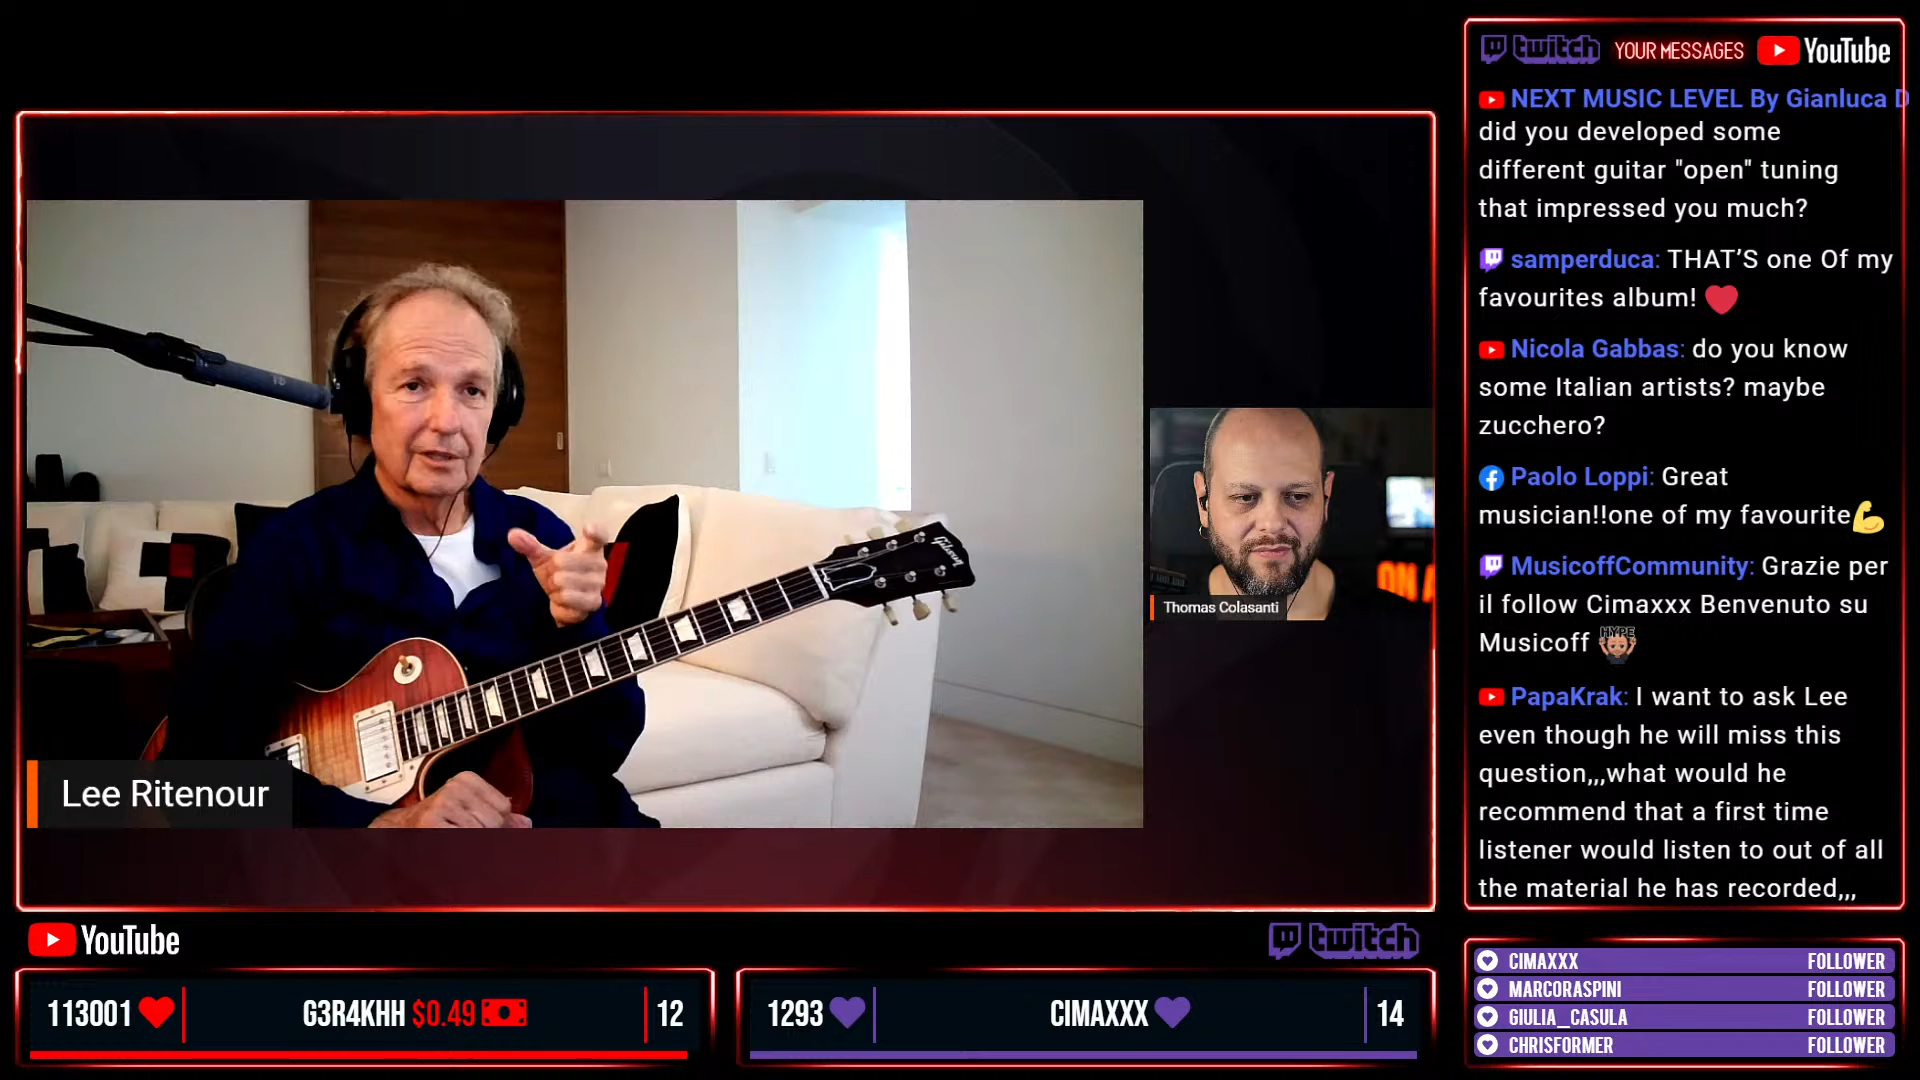 twitch YOUR MESSAGES YouTube
NEXT MUSIC LEVEL By Gianluca D
did you developed some
different guitar "open" tuning
that impressed you much?
samperduca: THAT’S one Of my
favourites album!
Nicola Gabbas: do you know
some Italian artists? maybe
zucchero?
Paolo Loppi: Great
musician!!one of my favourite
MusicoffCommunity: Grazie per
il follow Cimaxxx Benvenuto su
Musicoff
HYPE
PapaKrak: I want to ask Lee
even though he will miss this
question,,,what would he
recommend that a first time
listener would listen to out of all
the material he has recorded,,,
Gibson
ON A
Thomas Colasanti
Lee Ritenour
YouTube
twitch
113001 G3R4KHH $0.49 12
1293 CIMAXXX 14
CIMAXXX FOLLOWER
MARCORASPINI FOLLOWER
GIULIA_CASULA FOLLOWER
CHRISFORMER FOLLOWER